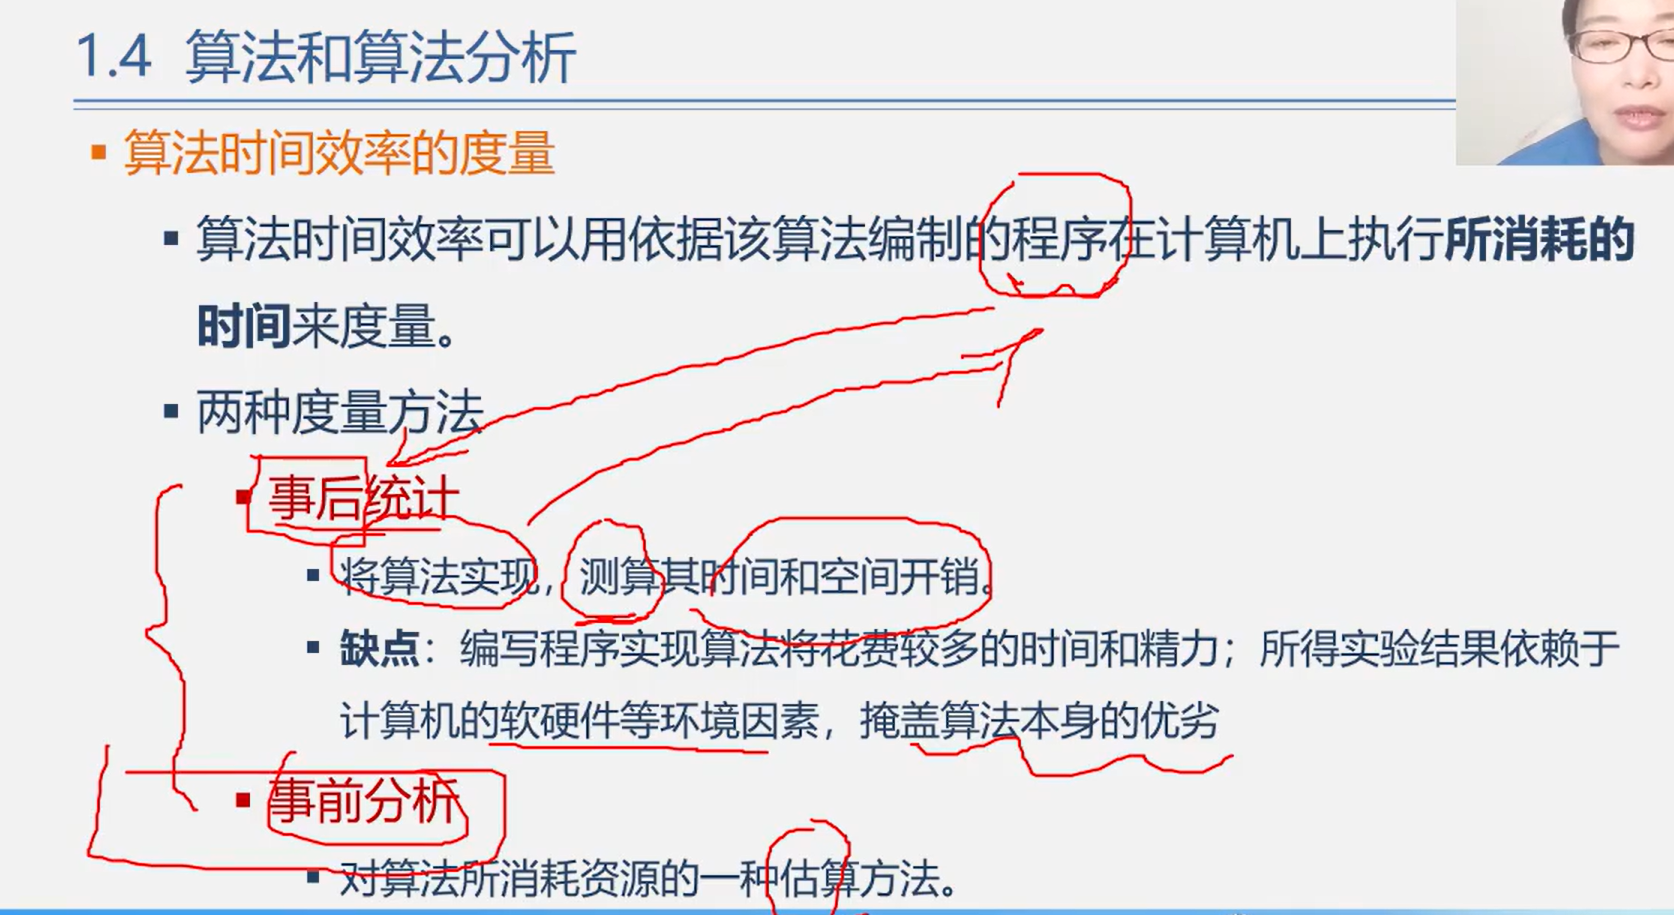 1.4 算法和算法分析
算法时间效率的度量
算法时间效率可以用依据该算法编制的程序在计算机上执行所消耗的
时间来度量。
两种度量方法
事后统计
将算法实现，测算其时间和空间开销。
缺点：编写程序实现算法将花费较多的时间和精力；所得实验结果依赖于
计算机的软硬件等环境因素，掩盖算法本身的优劣
事前分析
对算法所消耗资源的一种估算方法。